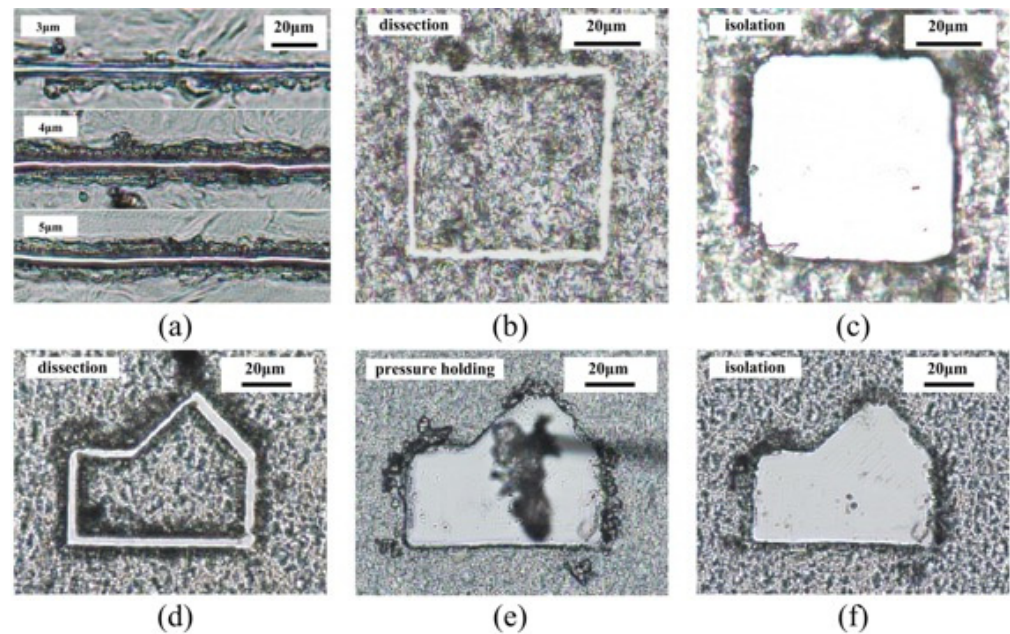 3μm
20μm
4μm
5μm
(a)
dissection
20μm
(b)
isolation
20μm
(c)
dissection
20μm
(d)
pressure holding
20μm
(e)
isolation
20μm
(f)